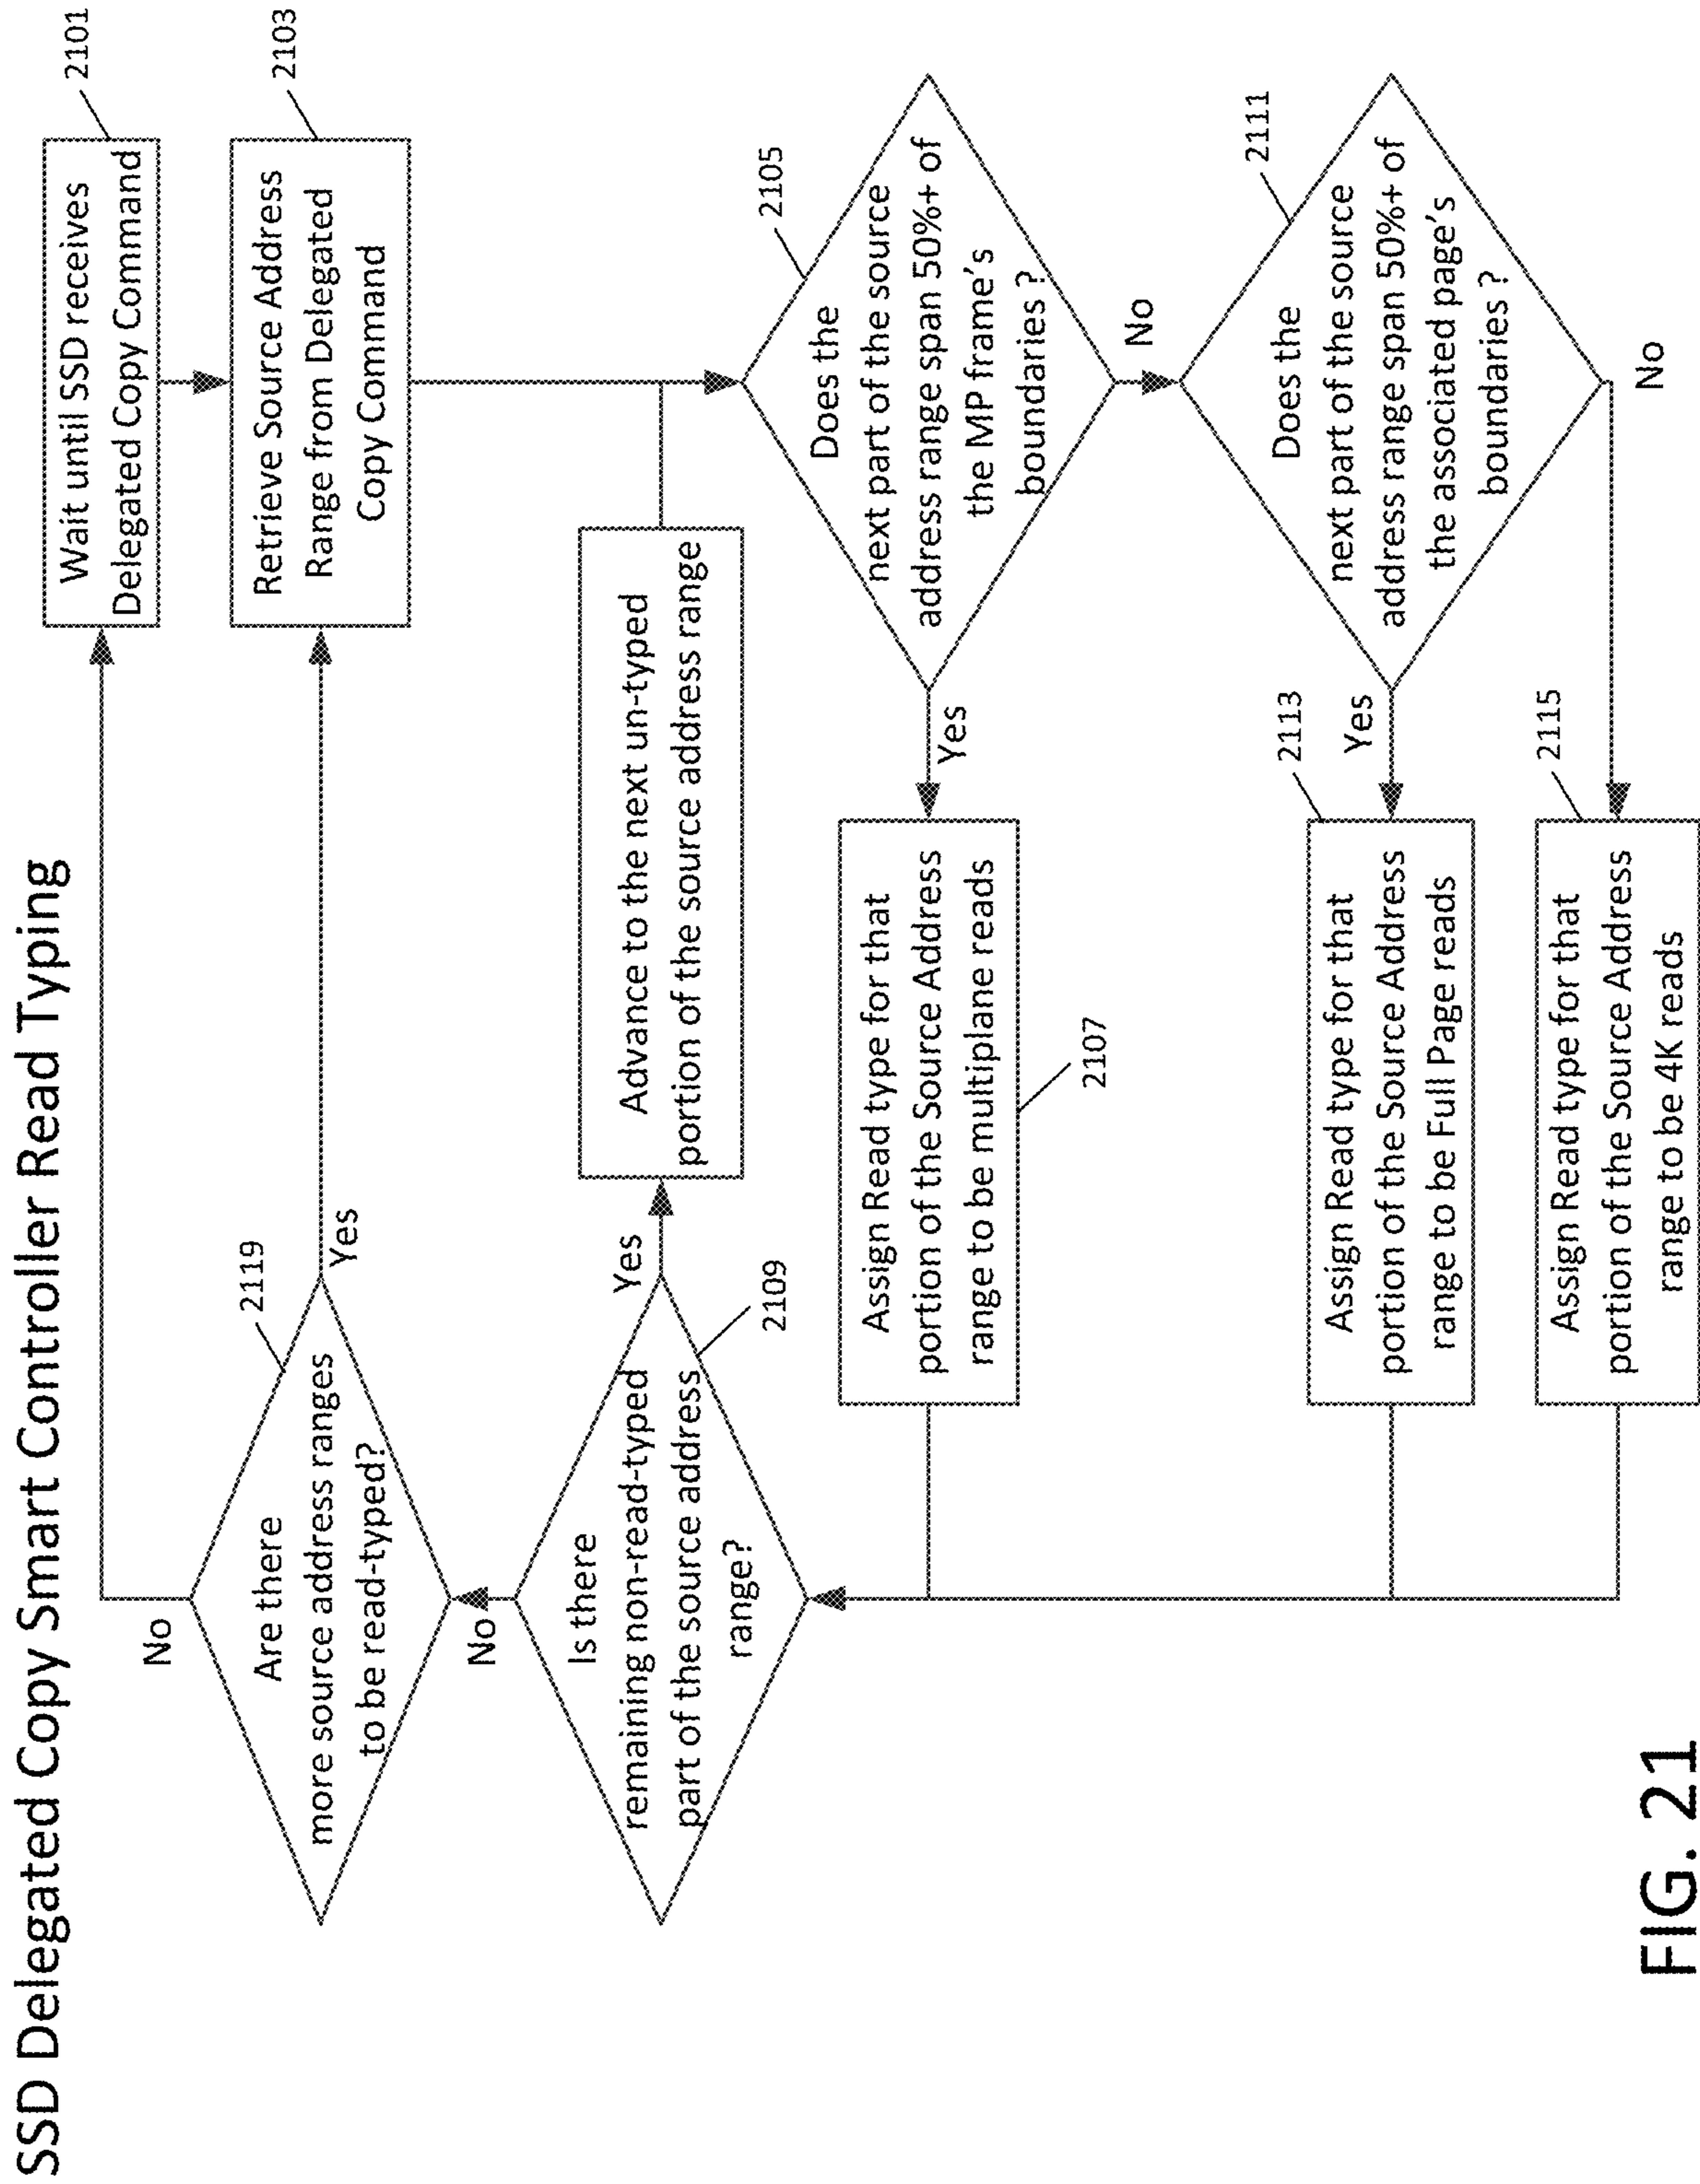 SSD Delegated Copy Smart Controller Read Typing
Wait until SSD receives
Delegated Copy Command
2101
Retrieve Source Address
Range from Delegated
Copy Command
2103
No
Are there
more source address ranges
to be read-typed?
2119
Yes
No
Is there
remaining non-read-typed
part of the source address
range?
2109
Yes
Advance to the next un-typed
portion of the source address range
Does the
next part of the source
address range span 50%+ of
the MP frame's
boundaries ?
2105
Yes
No
Assign Read type for that
portion of the Source Address
range to be multiplane reads
2107
Does the
next part of the source
address range span 50%+ of
the associated page's
boundaries ?
2111
Yes
No
Assign Read type for that
portion of the Source Address
range to be Full Page reads
2113
Assign Read type for that
portion of the Source Address
range to be 4K reads
2115
FIG. 21